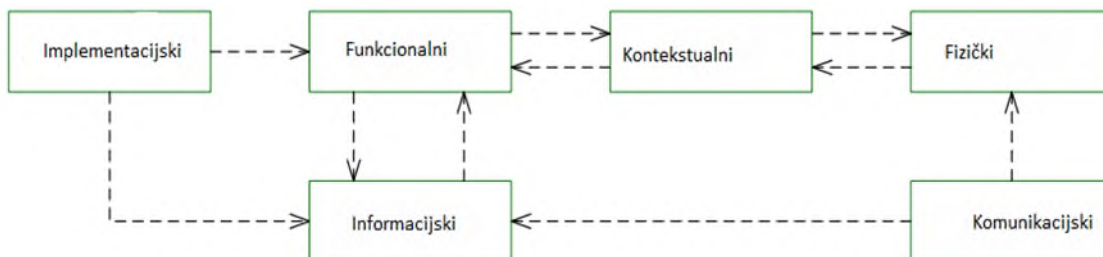 Implementacijski
Funkcionalni
Kontekstualni
Fizički
Informacijski
Komunikacijski